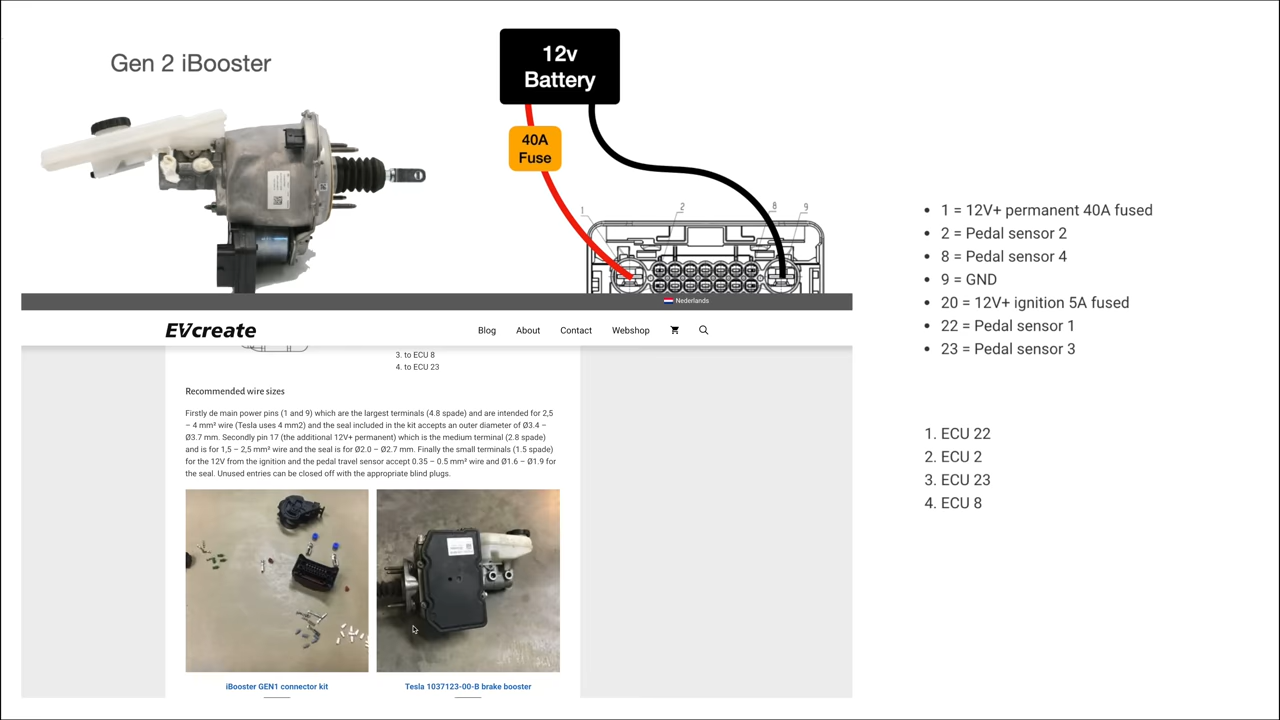 Gen 2 iBooster
12v
Battery
40A
Fuse
1
2
8
9
1 = 12V+ permanent 40A fused
2 = Pedal sensor 2
8 = Pedal sensor 4
9 = GND
20 = 12V+ ignition 5A fused
22 = Pedal sensor 1
23 = Pedal sensor 3
1. ECU 22
2. ECU 2
3. ECU 23
4. ECU 8
Nederlands
EVcreate
Blog About Contact Webshop
3. to ECU 8
4. to ECU 23
Recommended wire sizes
Firstly de main power pins (1 and 9) which are the largest terminals (4.8 spade) and are intended for 2,5
– 4 mm² wire (Tesla uses 4 mm2) and the seal included in the kit accepts an outer diameter of Ø3.4 –
Ø3.7 mm. Secondly pin 17 (the additional 12V+ permanent) which is the medium terminal (2.8 spade)
and is for 1,5 – 2,5 mm² wire and the seal is for Ø2.0 – Ø2.7 mm. Finally the small terminals (1.5 spade)
for the 12V from the ignition and the pedal travel sensor accept 0.35 – 0.5 mm² wire and Ø1.6 – Ø1.9 for
the seal. Unused entries can be closed off with the appropriate blind plugs.
iBooster GEN1 connector kit
Tesla 1037123-00-B brake booster